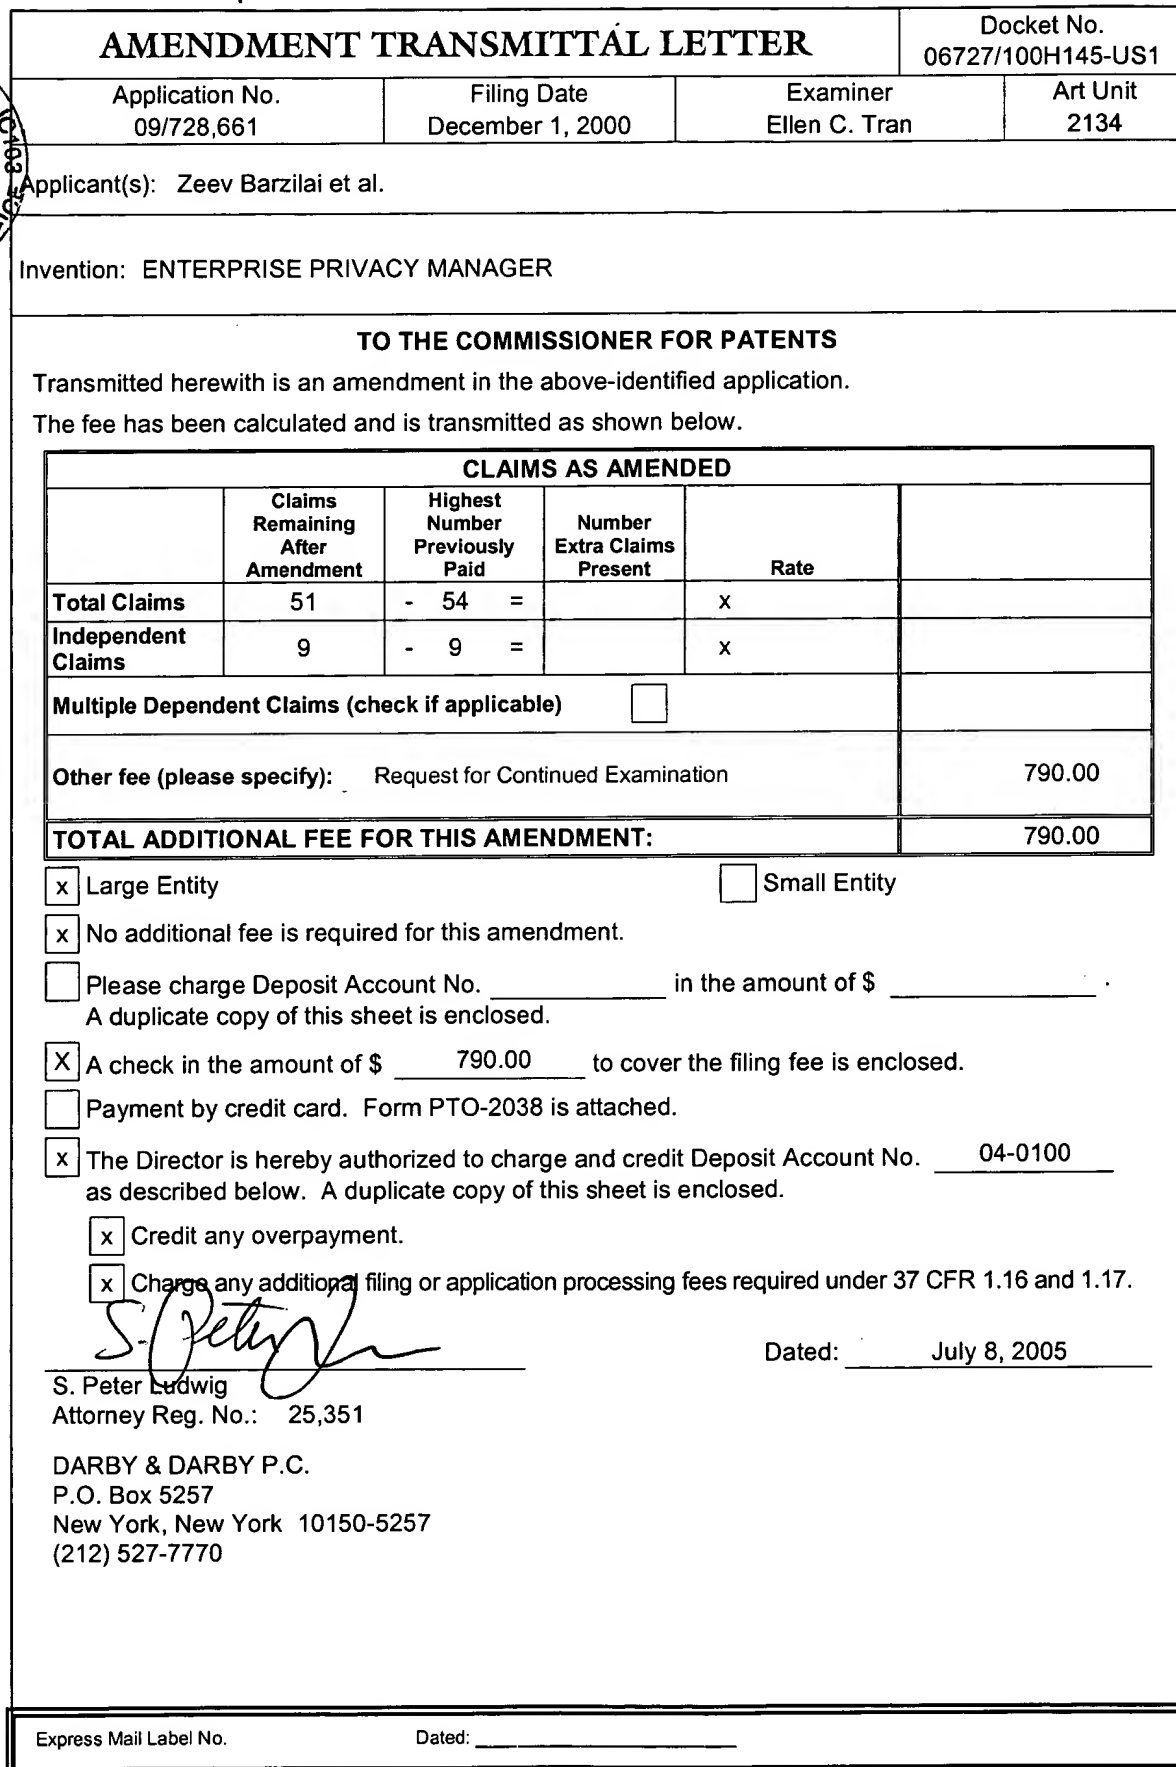 AMENDMENT TRANSMITTAL LETTER
Docket No.
06727/100H145-US1
Application No.
09/728,661
Filing Date
December 1, 2000
Examiner
Ellen C. Tran
Art Unit
2134
Applicant(s): Zeev Barzilai et al.
Invention: ENTERPRISE PRIVACY MANAGER
TO THE COMMISSIONER FOR PATENTS
Transmitted herewith is an amendment in the above-identified application.
The fee has been calculated and is transmitted as shown below.
CLAIMS AS AMENDED
Claims
Remaining
After
Amendment
Highest
Number
Previously
Paid
Number
Extra Claims
Present
Rate
Total Claims 51 - 54 = x
Independent
Claims 9 - 9 = x
Multiple Dependent Claims (check if applicable)
Other fee (please specify): Request for Continued Examination 790.00
TOTAL ADDITIONAL FEE FOR THIS AMENDMENT: 790.00
x Large Entity Small Entity
x No additional fee is required for this amendment.
Please charge Deposit Account No. in the amount of $ .
A duplicate copy of this sheet is enclosed.
X A check in the amount of $ 790.00 to cover the filing fee is enclosed.
Payment by credit card. Form PTO-2038 is attached.
x The Director is hereby authorized to charge and credit Deposit Account No. 04-0100
as described below. A duplicate copy of this sheet is enclosed.
x Credit any overpayment.
x Charge any additional filing or application processing fees required under 37 CFR 1.16 and 1.17.
S. Peter
Dated: July 8, 2005
S. Peter Ludwig
Attorney Reg. No.: 25,351
DARBY & DARBY P.C.
P.O. Box 5257
New York, New York 10150-5257
(212) 527-7770
Express Mail Label No. Dated: